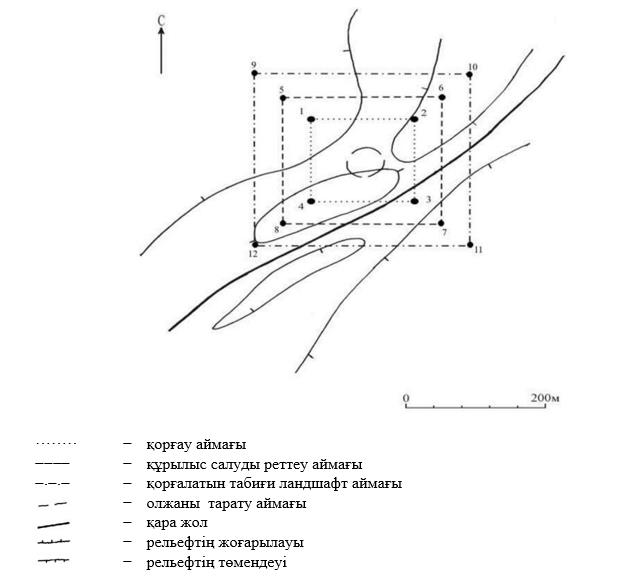 С
9
10
5
6
1
2
4
3
8
7
12
11
0
200м
– қорғау аймағы
– құрылыс салуды реттеу аймағы
– қорғалатын табиғи ландшафт аймағы
– олжаны тарату аймағы
– қара жол
– рельефтің жоғарылауы
– рельефтің төмендеуі